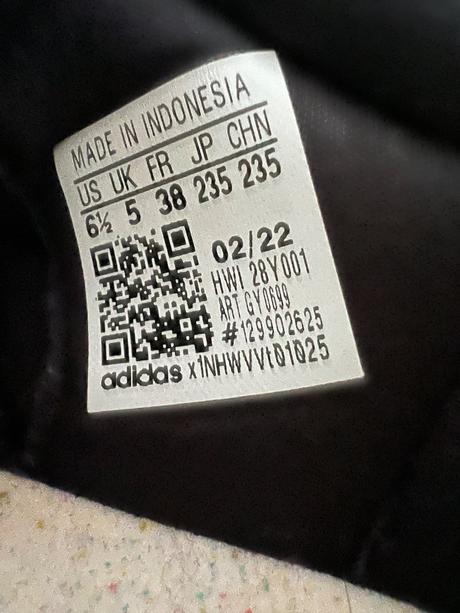 MADE IN INDONESIA
US UK FR JP CHN
6½ 5 38 235 235
02/22
HWI 28Y001
ART GY0699
#129902625
adidas x1NHWVVt01025